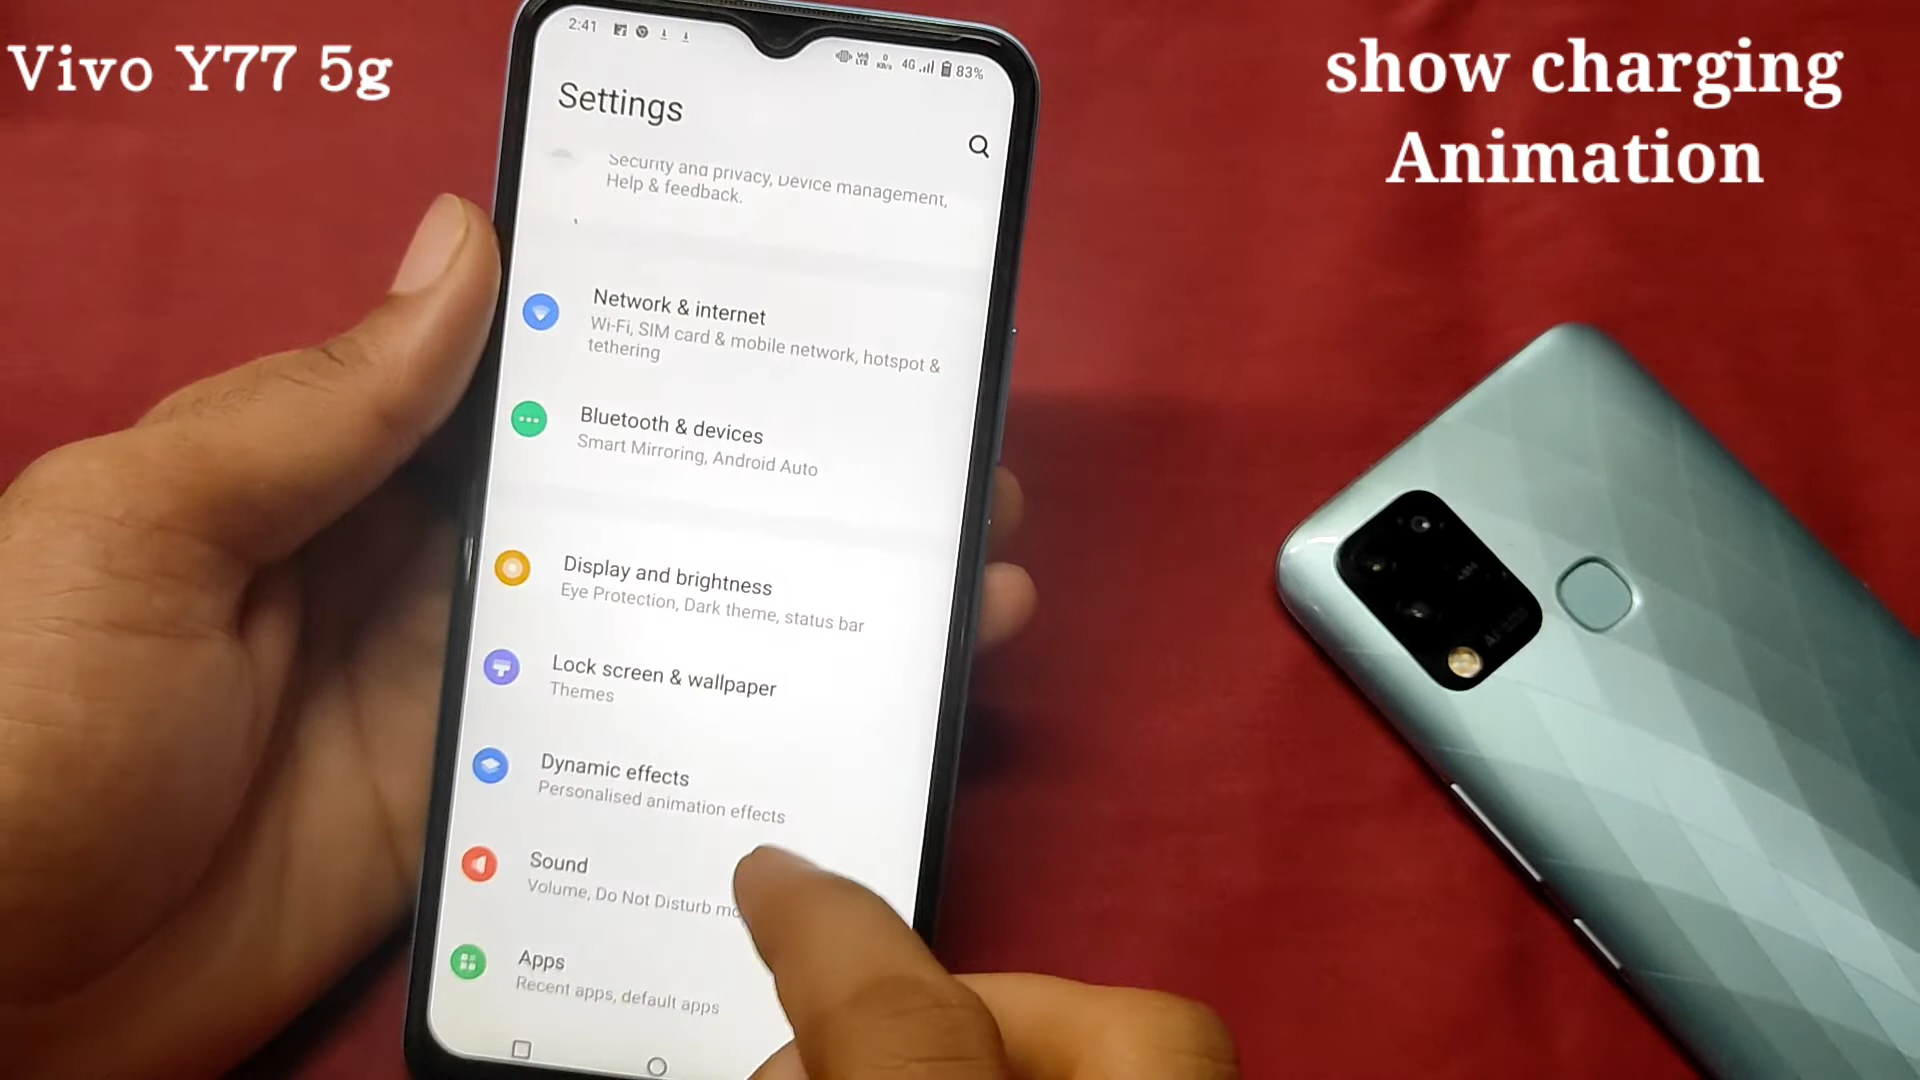 Vivo Y77 5g
show charging
Animation
2:41
4G
83%
Settings
Security and privacy, Device management,
Help & feedback.
Network & internet
Wi-Fi, SIM card & mobile network, hotspot &
tethering
Bluetooth & devices
Smart Mirroring, Android Auto
Display and brightness
Eye Protection, Dark theme, status bar
Lock screen & wallpaper
Themes
Dynamic effects
Personalised animation effects
Sound
Volume, Do Not Disturb
Apps
Recent apps, default apps